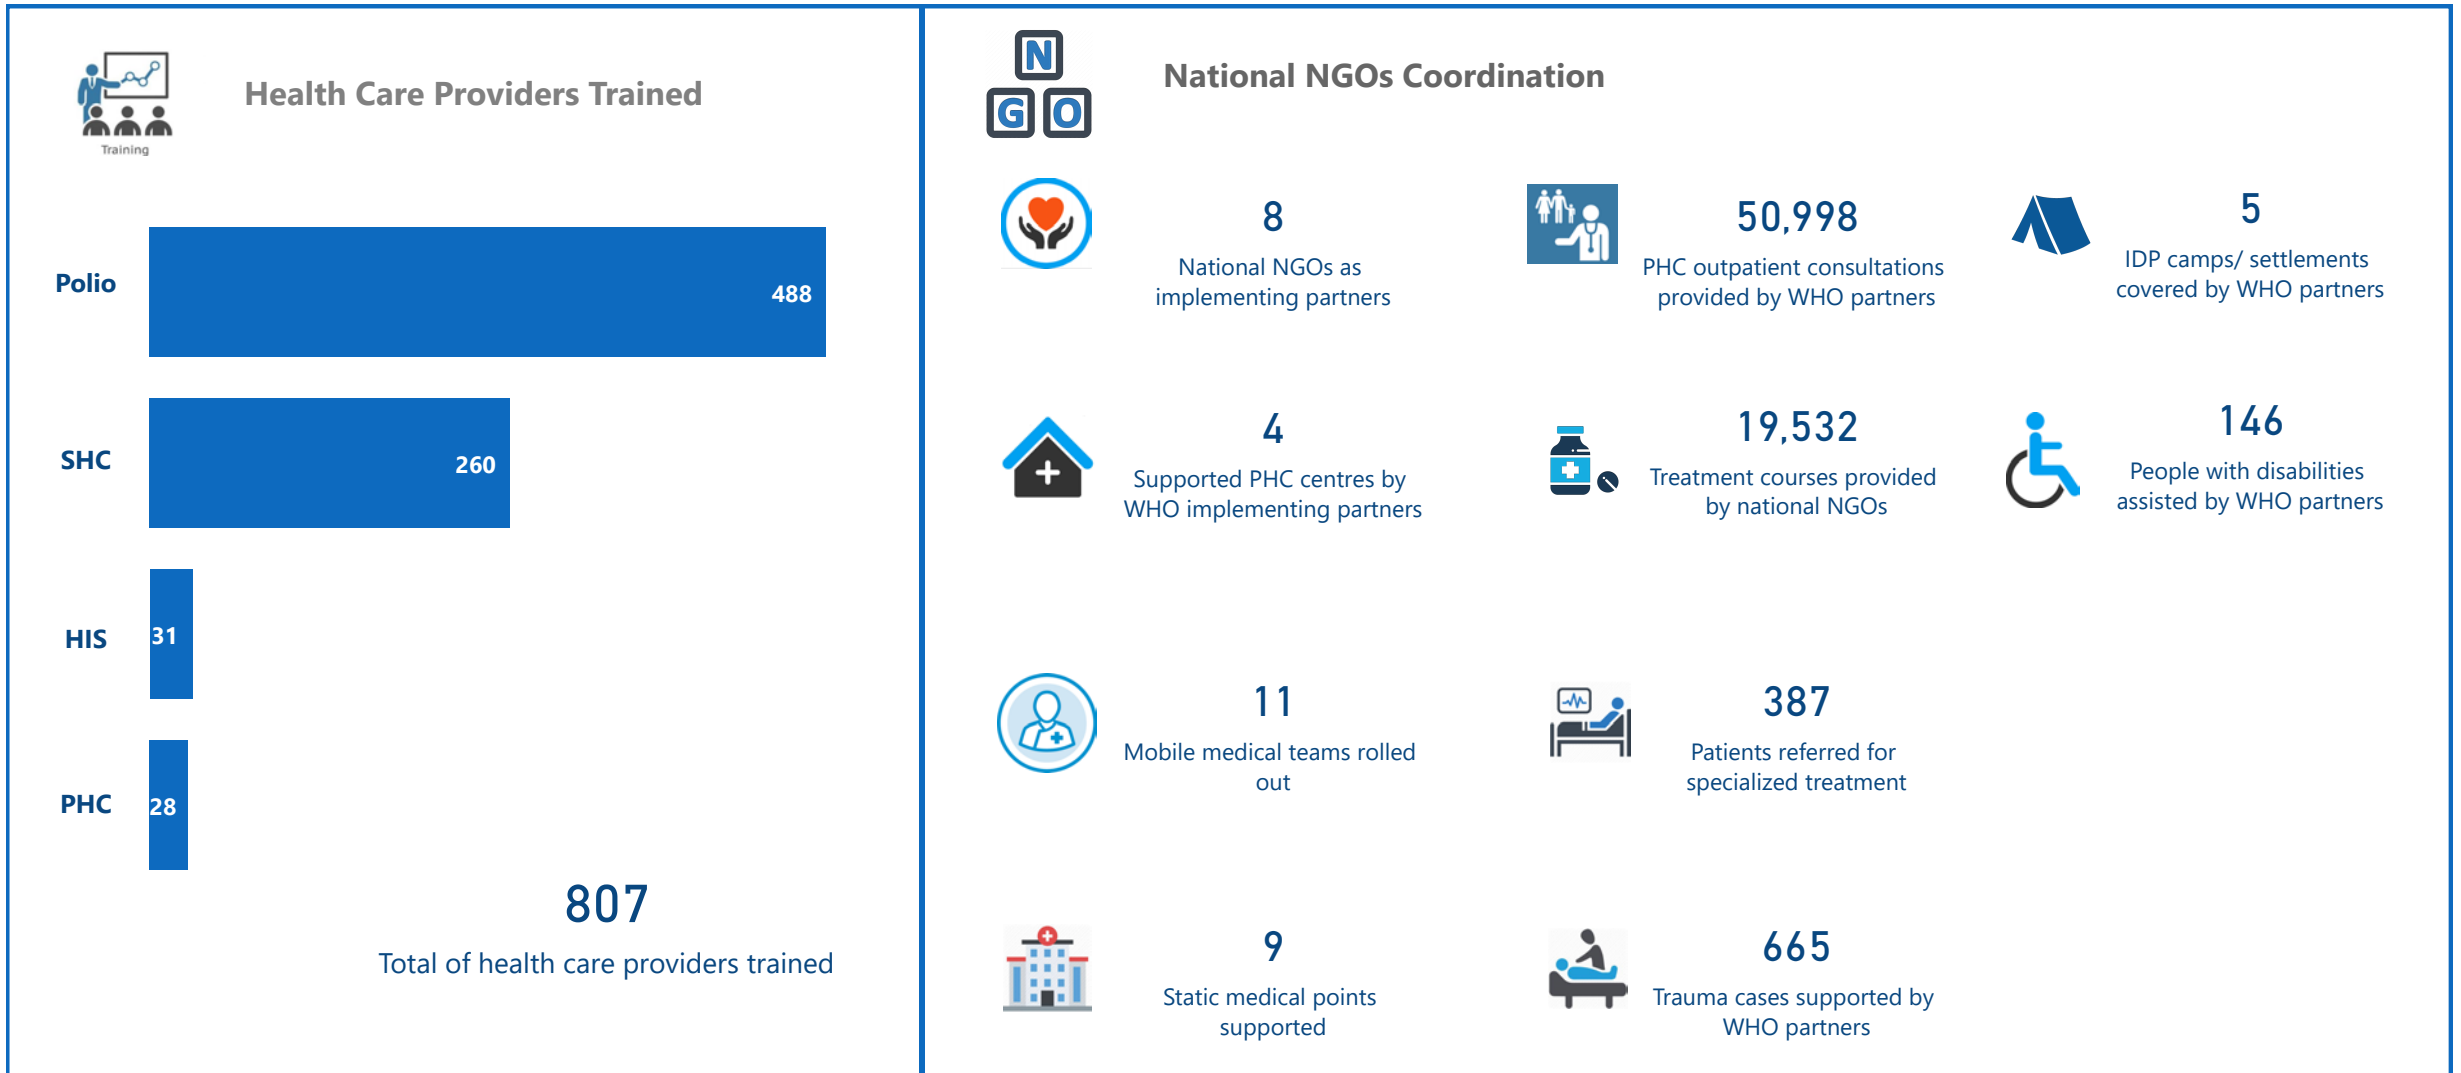 Training
Health Care Providers Trained
Polio
488
SHC
260
HIS
31
PHC
28
807
Total of health care providers trained
N
G O
National NGOs Coordination
8
National NGOs as
implementing partners
50,998
PHC outpatient consultations
provided by WHO partners
5
IDP camps/ settlements
covered by WHO partners
4
Supported PHC centres by
WHO implementing partners
19,532
Treatment courses provided
by national NGOs
146
People with disabilities
assisted by WHO partners
11
Mobile medical teams rolled
out
387
Patients referred for
specialized treatment
9
Static medical points
supported
665
Trauma cases supported by
WHO partners